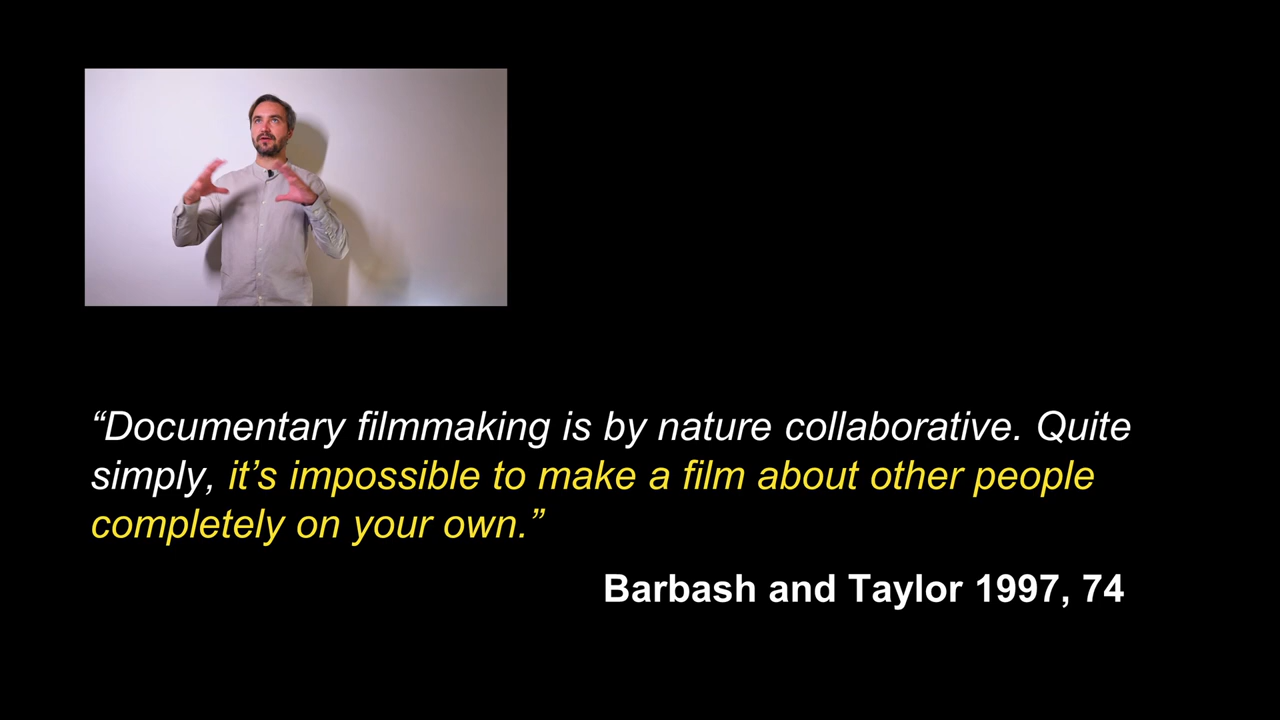 “Documentary filmmaking is by nature collaborative. Quite
simply, it’s impossible to make a film about other people
completely on your own.”
Barbash and Taylor 1997, 74